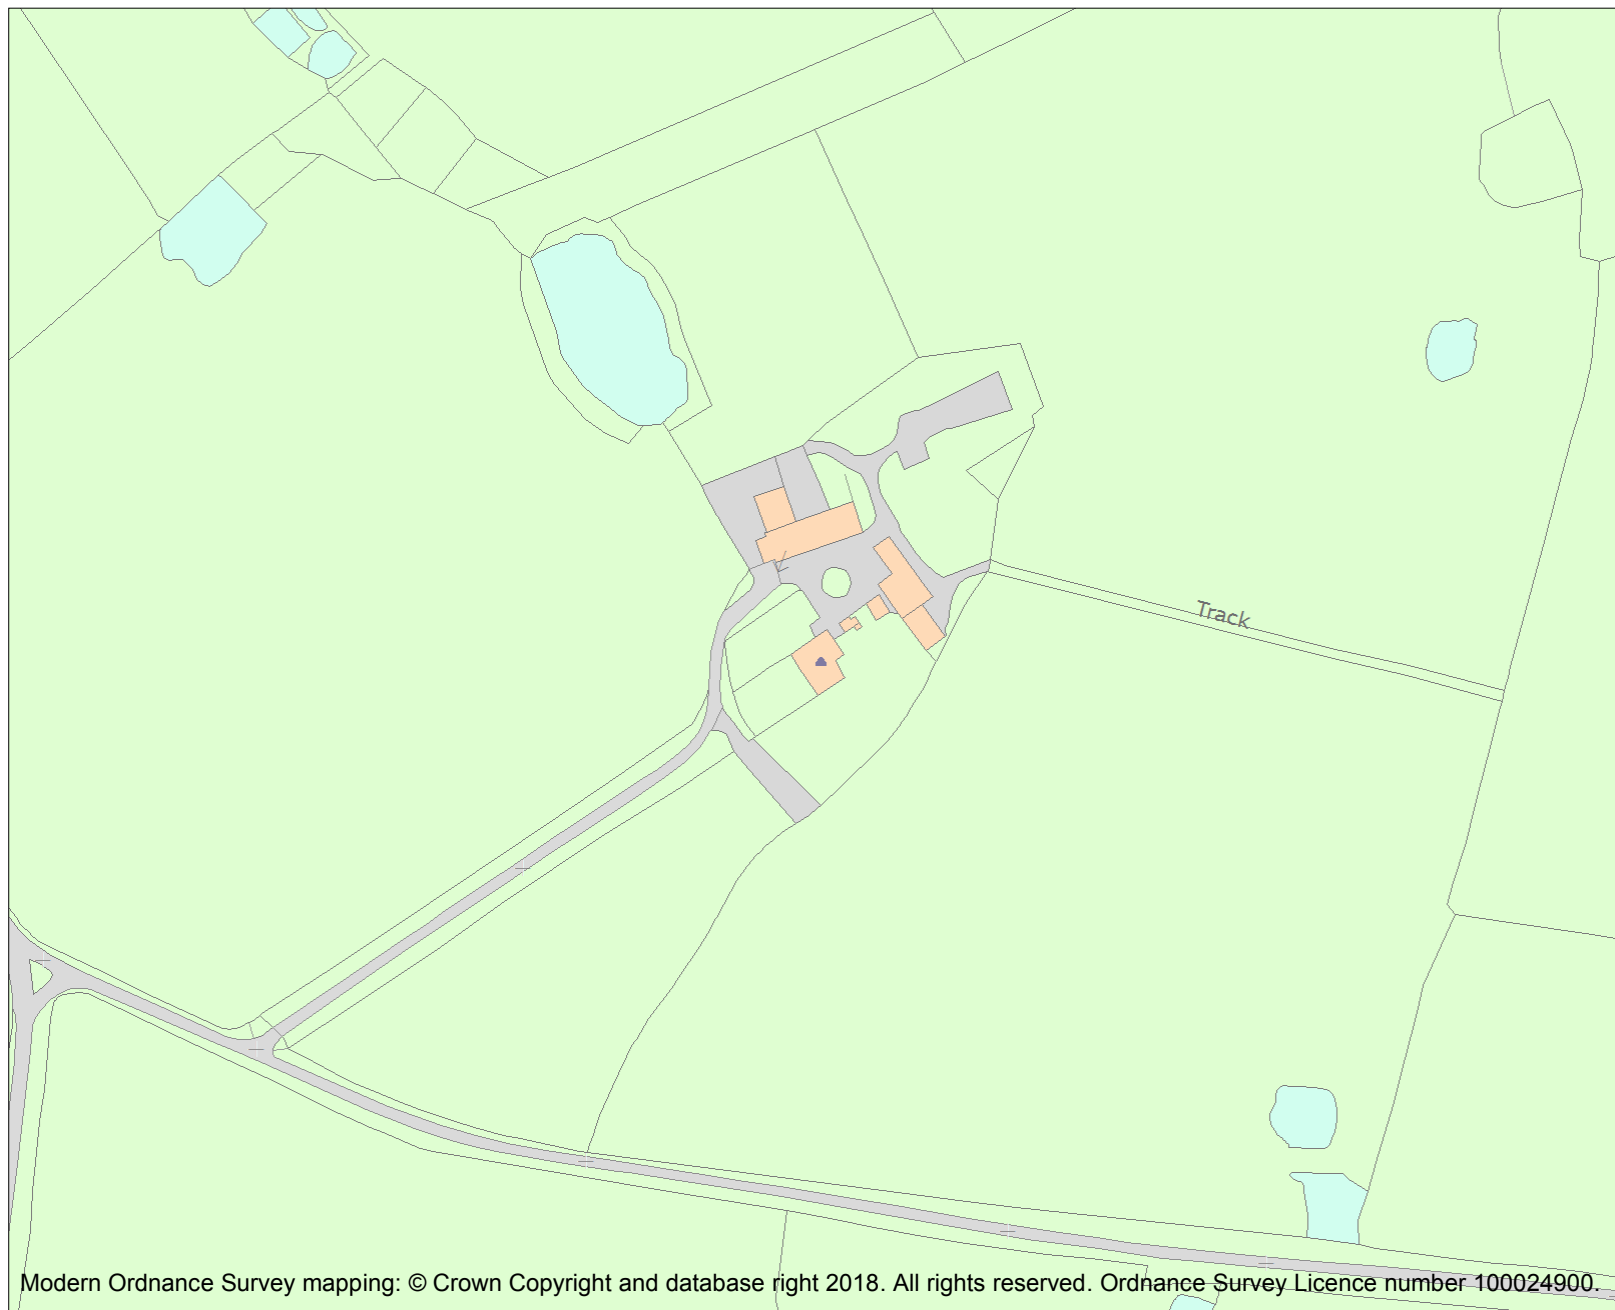 Track
Modern Ordnance Survey mapping: © Crown Copyright and database right 2018. All rights reserved. Ordnance Survey Licence number 100024900.